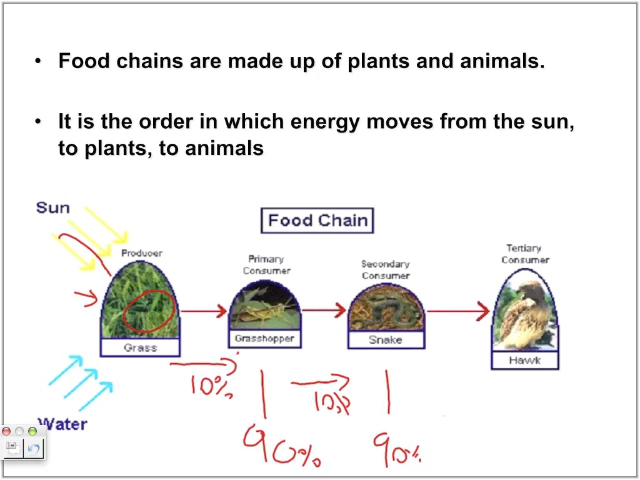 • Food chains are made up of plants and animals.
• It is the order in which energy moves from the sun,
to plants, to animals
Sun
Food Chain
Producer
Primary
Consumer
Secondary
Consumer
Tertiary
Consumer
Grass
Grasshopper
Snake
Hawk
10%
10%
Water
90%
90%